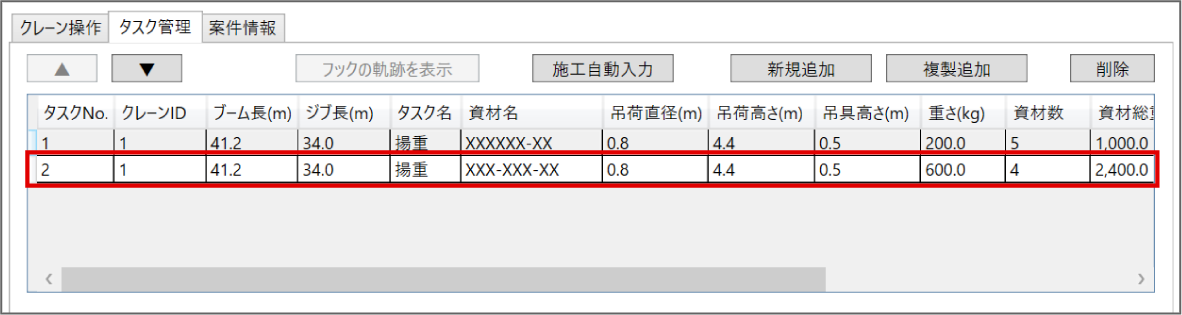 クレーン操作 タスク管理 案件情報
▲ ▼ フックの軌跡を表示 施工自動入力 新規追加 複製追加 削除
タスクNo. クレーンID ブーム長(m) ジブ長(m) タスク名 資材名 吊荷直径(m) 吊荷高さ(m) 吊具高さ(m) 重さ(kg) 資材数 資材総
1 1 41.2 34.0 揚重 XXXXXX-XX 0.8 4.4 0.5 200.0 5 1,000.0
2 1 41.2 34.0 揚重 XXX-XXX-XX 0.8 4.4 0.5 600.0 4 2,400.0